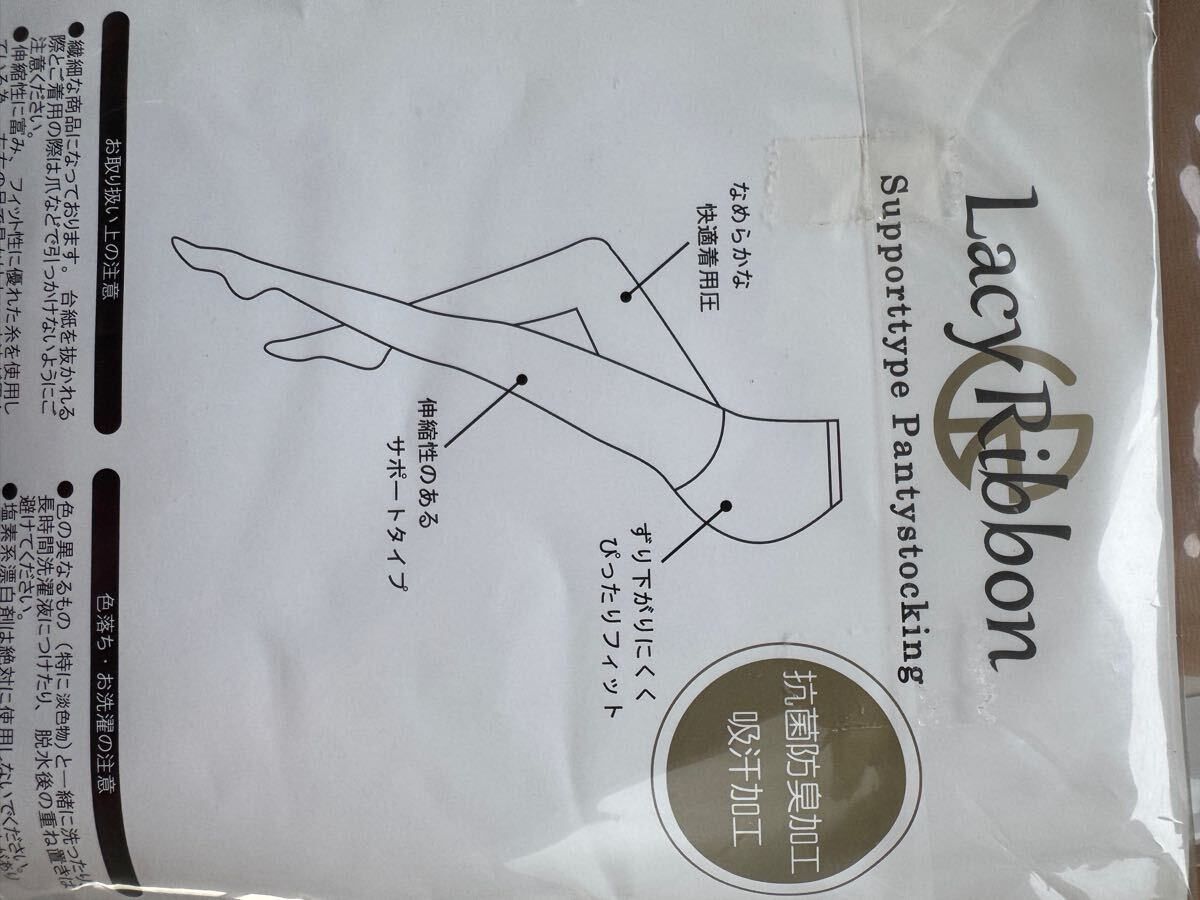 Lacy Ribbon
Supporttype Pantystocking
なめらかな
快適着用圧
ずり下がりにくく
ぴったりフィット
伸縮性のある
サポートタイプ
抗菌防臭加工
吸汗加工
お取り扱い上の注意
●繊細な商品になっております。台紙を抜かれる
際とご着用の際は爪などで引っかけないようにご
注意ください。
●伸縮性に富み、フィット性に優れた糸を使用し
色落ち・お洗濯の注意
●色の異なるもの(特に淡色物)と一緒に洗ったり、
長時間洗濯液につけたり、脱水後の重ね置きは
避けてください。
●塩素系漂白剤は絶対に使用しないでください。